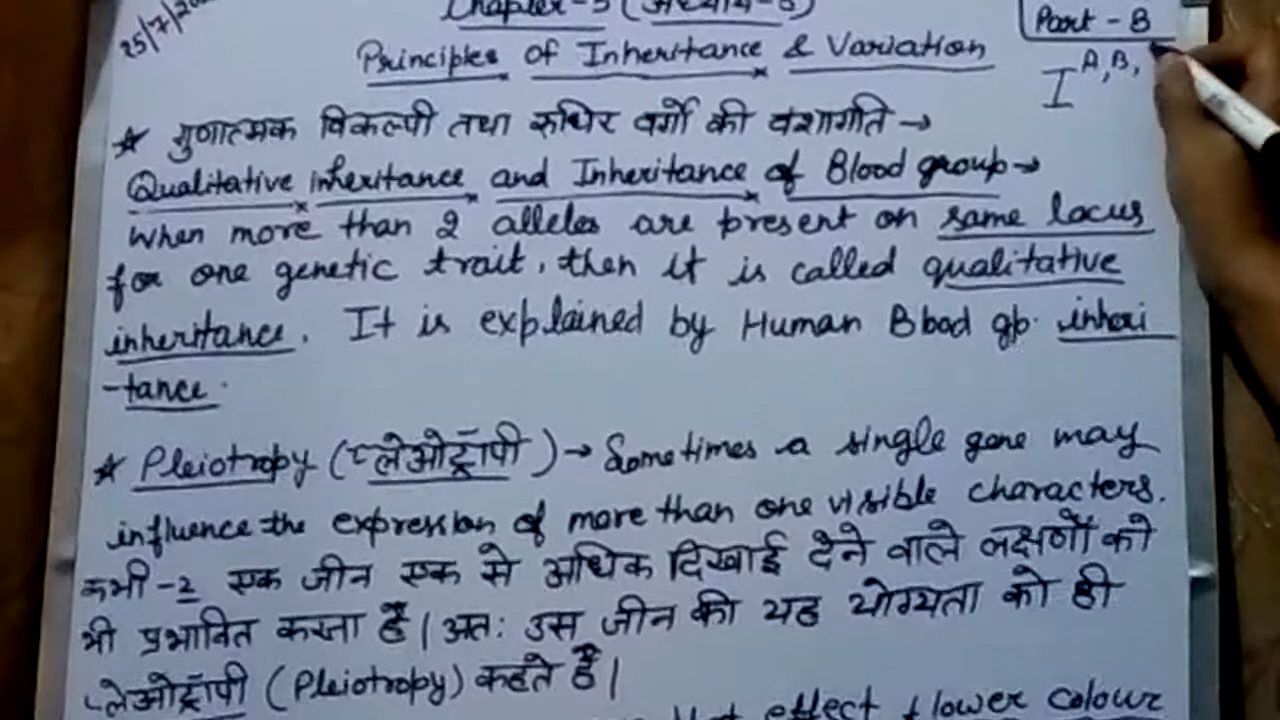 25/7/20
Chapter-5 (अध्याय-5)
Part - B
Principles of Inheritance & Variation
I A, B,
★ गुणात्मक विकल्पी तथा रुधिर वर्गों की वंशागति →
Qualitative inheritance and Inheritance of Blood group →
When more than 2 alleles are present on same locus
for one genetic trait, then it is called qualitative
inheritance. It is explained by Human Blood gp. inheri
-tance.
★ Pleiotropy (प्लेओट्रॉपी) → Sometimes a single gene may
influence the expression of more than one visible characters.
कभी-2 एक जीन एक से अधिक दिखाई देने वाले लक्षणों को
भी प्रभावित करता है। अतः उस जीन की यह योग्यता को ही
प्लेओट्रॉपी (Pleiotropy) कहते हैं।
effect flower colour